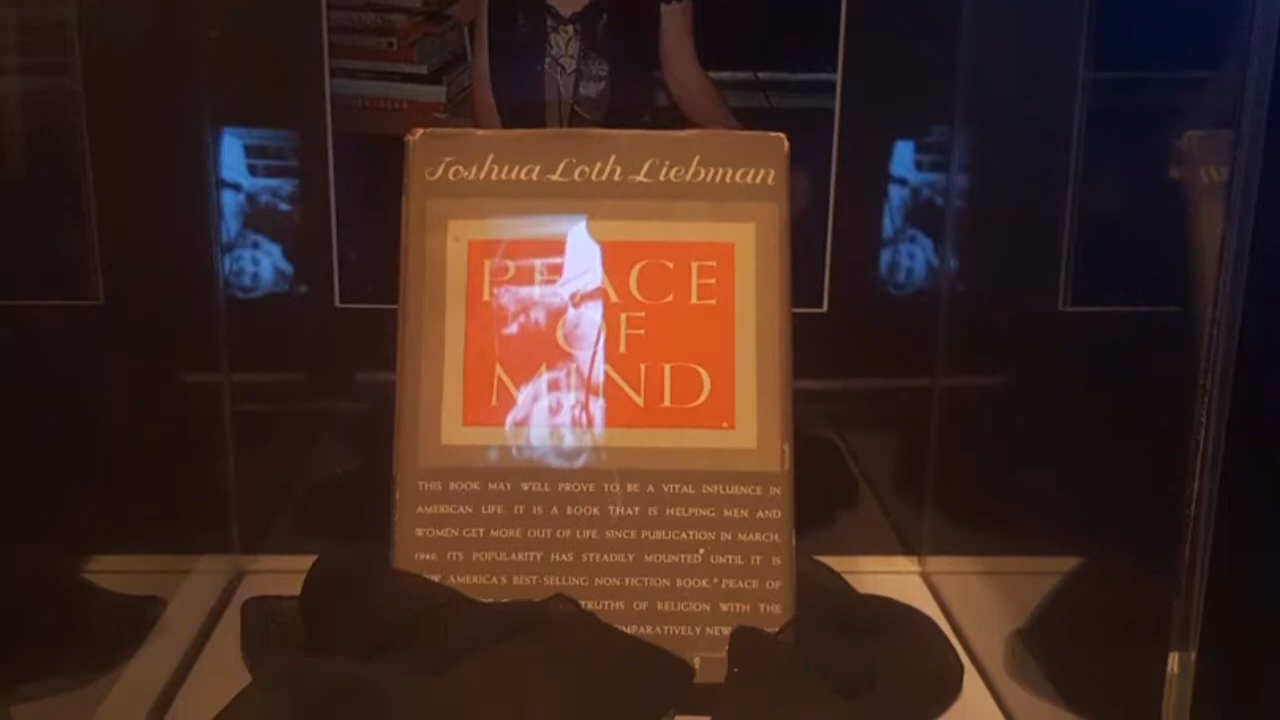 Joshua Loth Liebman
PEACE
OF
MIND
THIS BOOK MAY WELL PROVE TO BE A VITAL INFLUENCE IN
AMERICAN LIFE. IT IS A BOOK THAT IS HELPING MEN AND
WOMEN GET MORE OUT OF LIFE. SINCE PUBLICATION IN MARCH,
1946, ITS POPULARITY HAS STEADILY MOUNTED UNTIL IT IS
AMERICA'S BEST-SELLING NON-FICTION BOOK.* PEACE OF
TRUTHS OF RELIGION WITH THE
COMPARATIVELY NEW